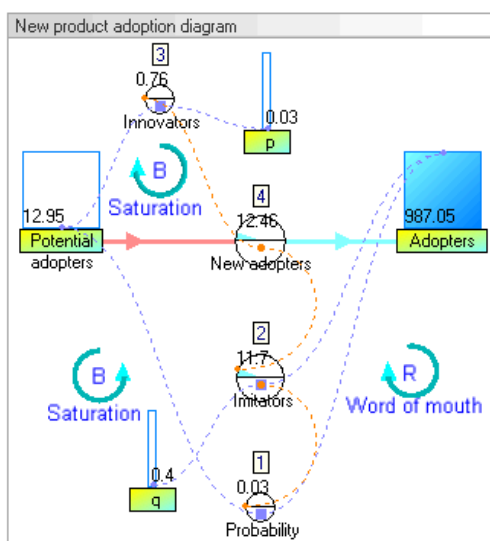 New product adoption diagram
3
0.76
Innovators
0.03
p
B
Saturation
12.95
Potential
adopters
4
12.46
New adopters
987.05
Adopters
2
11.7
Imitators
B
Saturation
R
Word of mouth
0.4
q
1
0.03
Probability